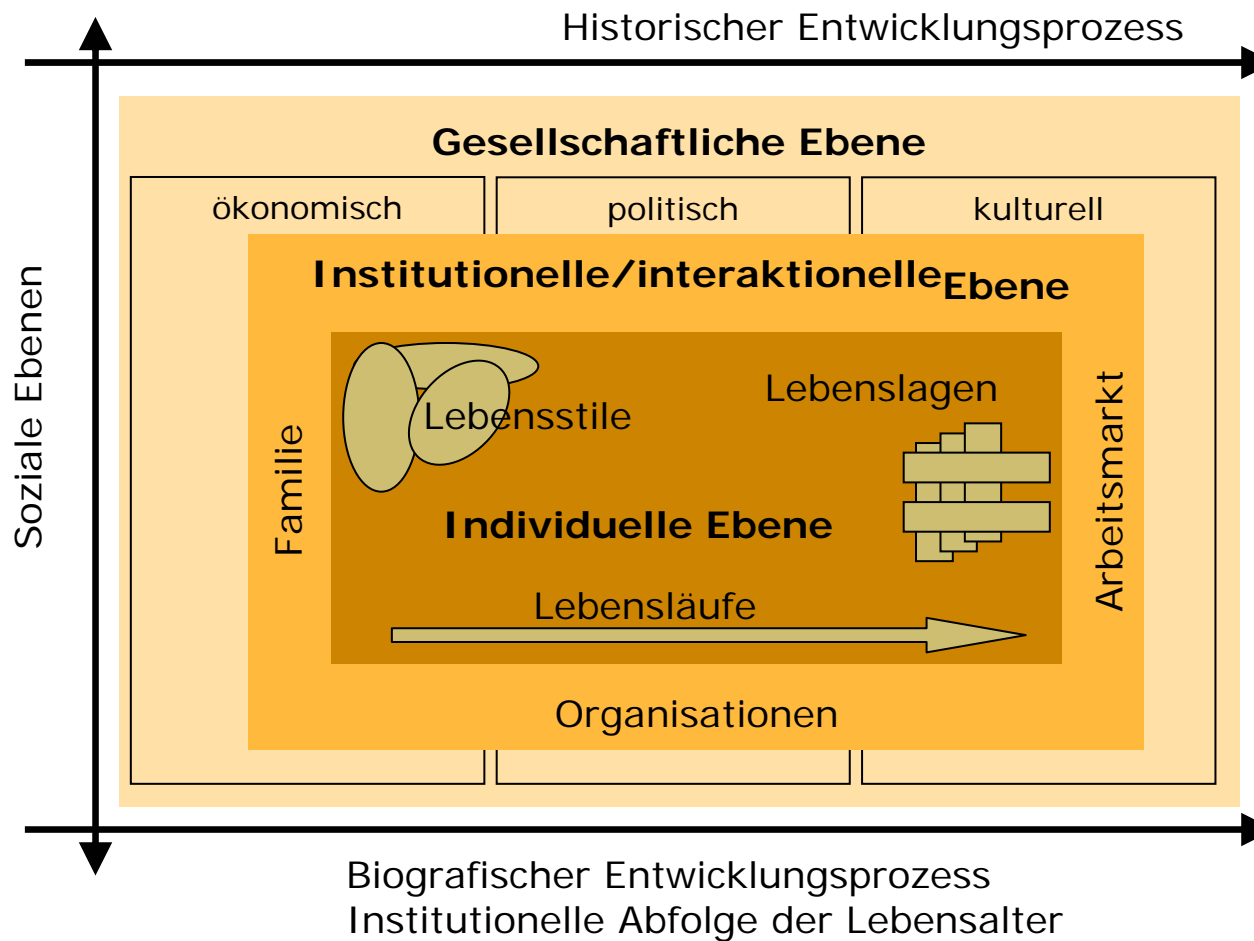 Historischer Entwicklungsprozess
Gesellschaftliche Ebene
ökonomisch
politisch
kulturell
Institutionelle/interaktionelle Ebene
Soziale Ebenen
Familie
Lebensstile
Lebenslagen
Arbeitsmarkt
Individuelle Ebene
Lebensläufe
Organisationen
Biografischer Entwicklungsprozess
Institutionelle Abfolge der Lebensalter